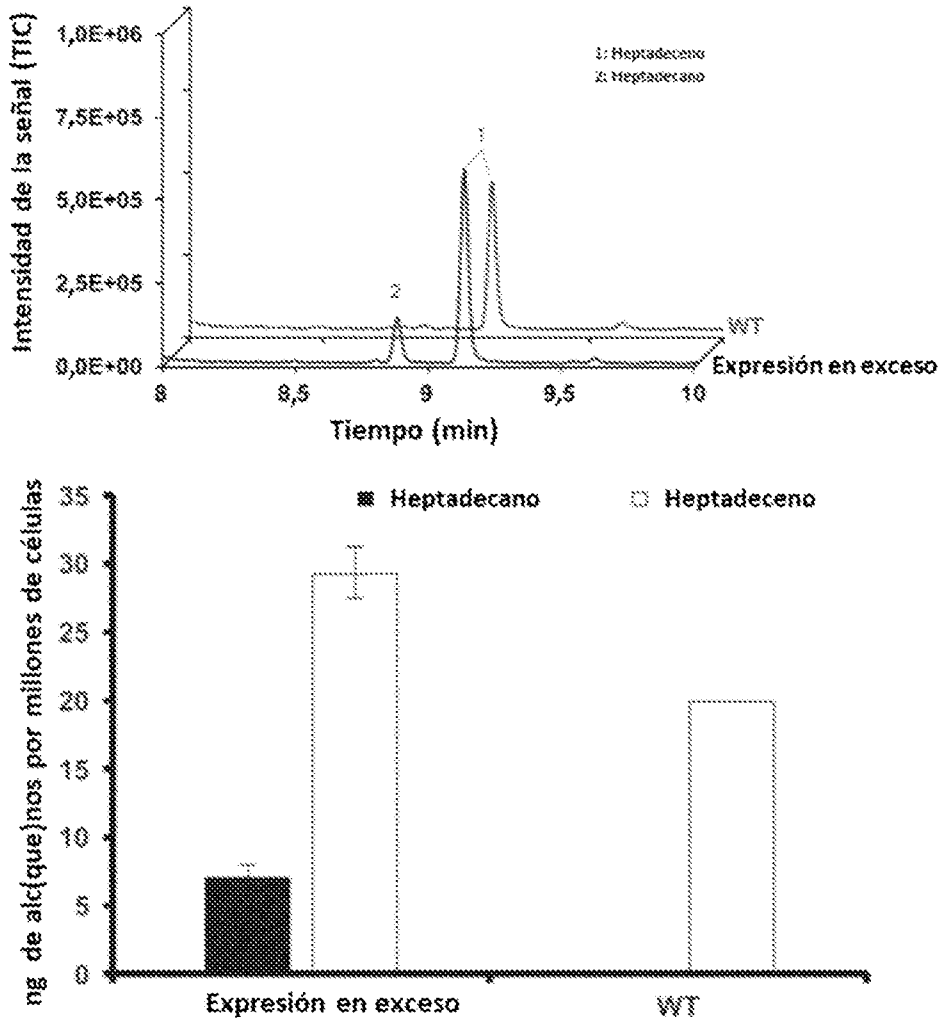 Intensidad de la señal (TIC)
1,0E+06
7,5E+05
5,0E+05
2,5E+05
0,0E+00
1: Heptadeceno
2: Heptadecano
1
2
WT
Expresión en exceso
8
8,5
9
9,5
10
Tiempo (min)
ng de alc(que)nos por millones de células
35
30
25
20
15
10
5
0
Heptadecano
Heptadeceno
Expresión en exceso
WT